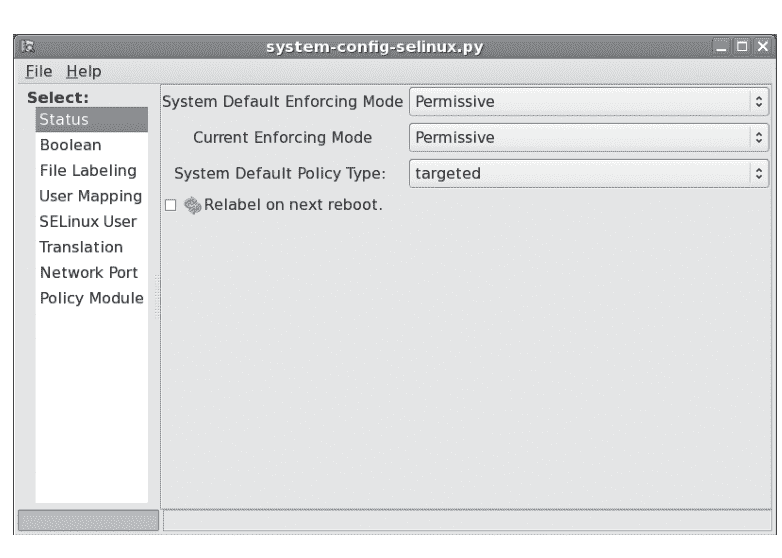 system-config-selinux.py
File Help
Select:
Status
Boolean
File Labeling
User Mapping
SELinux User
Translation
Network Port
Policy Module
System Default Enforcing Mode Permissive
Current Enforcing Mode Permissive
System Default Policy Type: targeted
Relabel on next reboot.